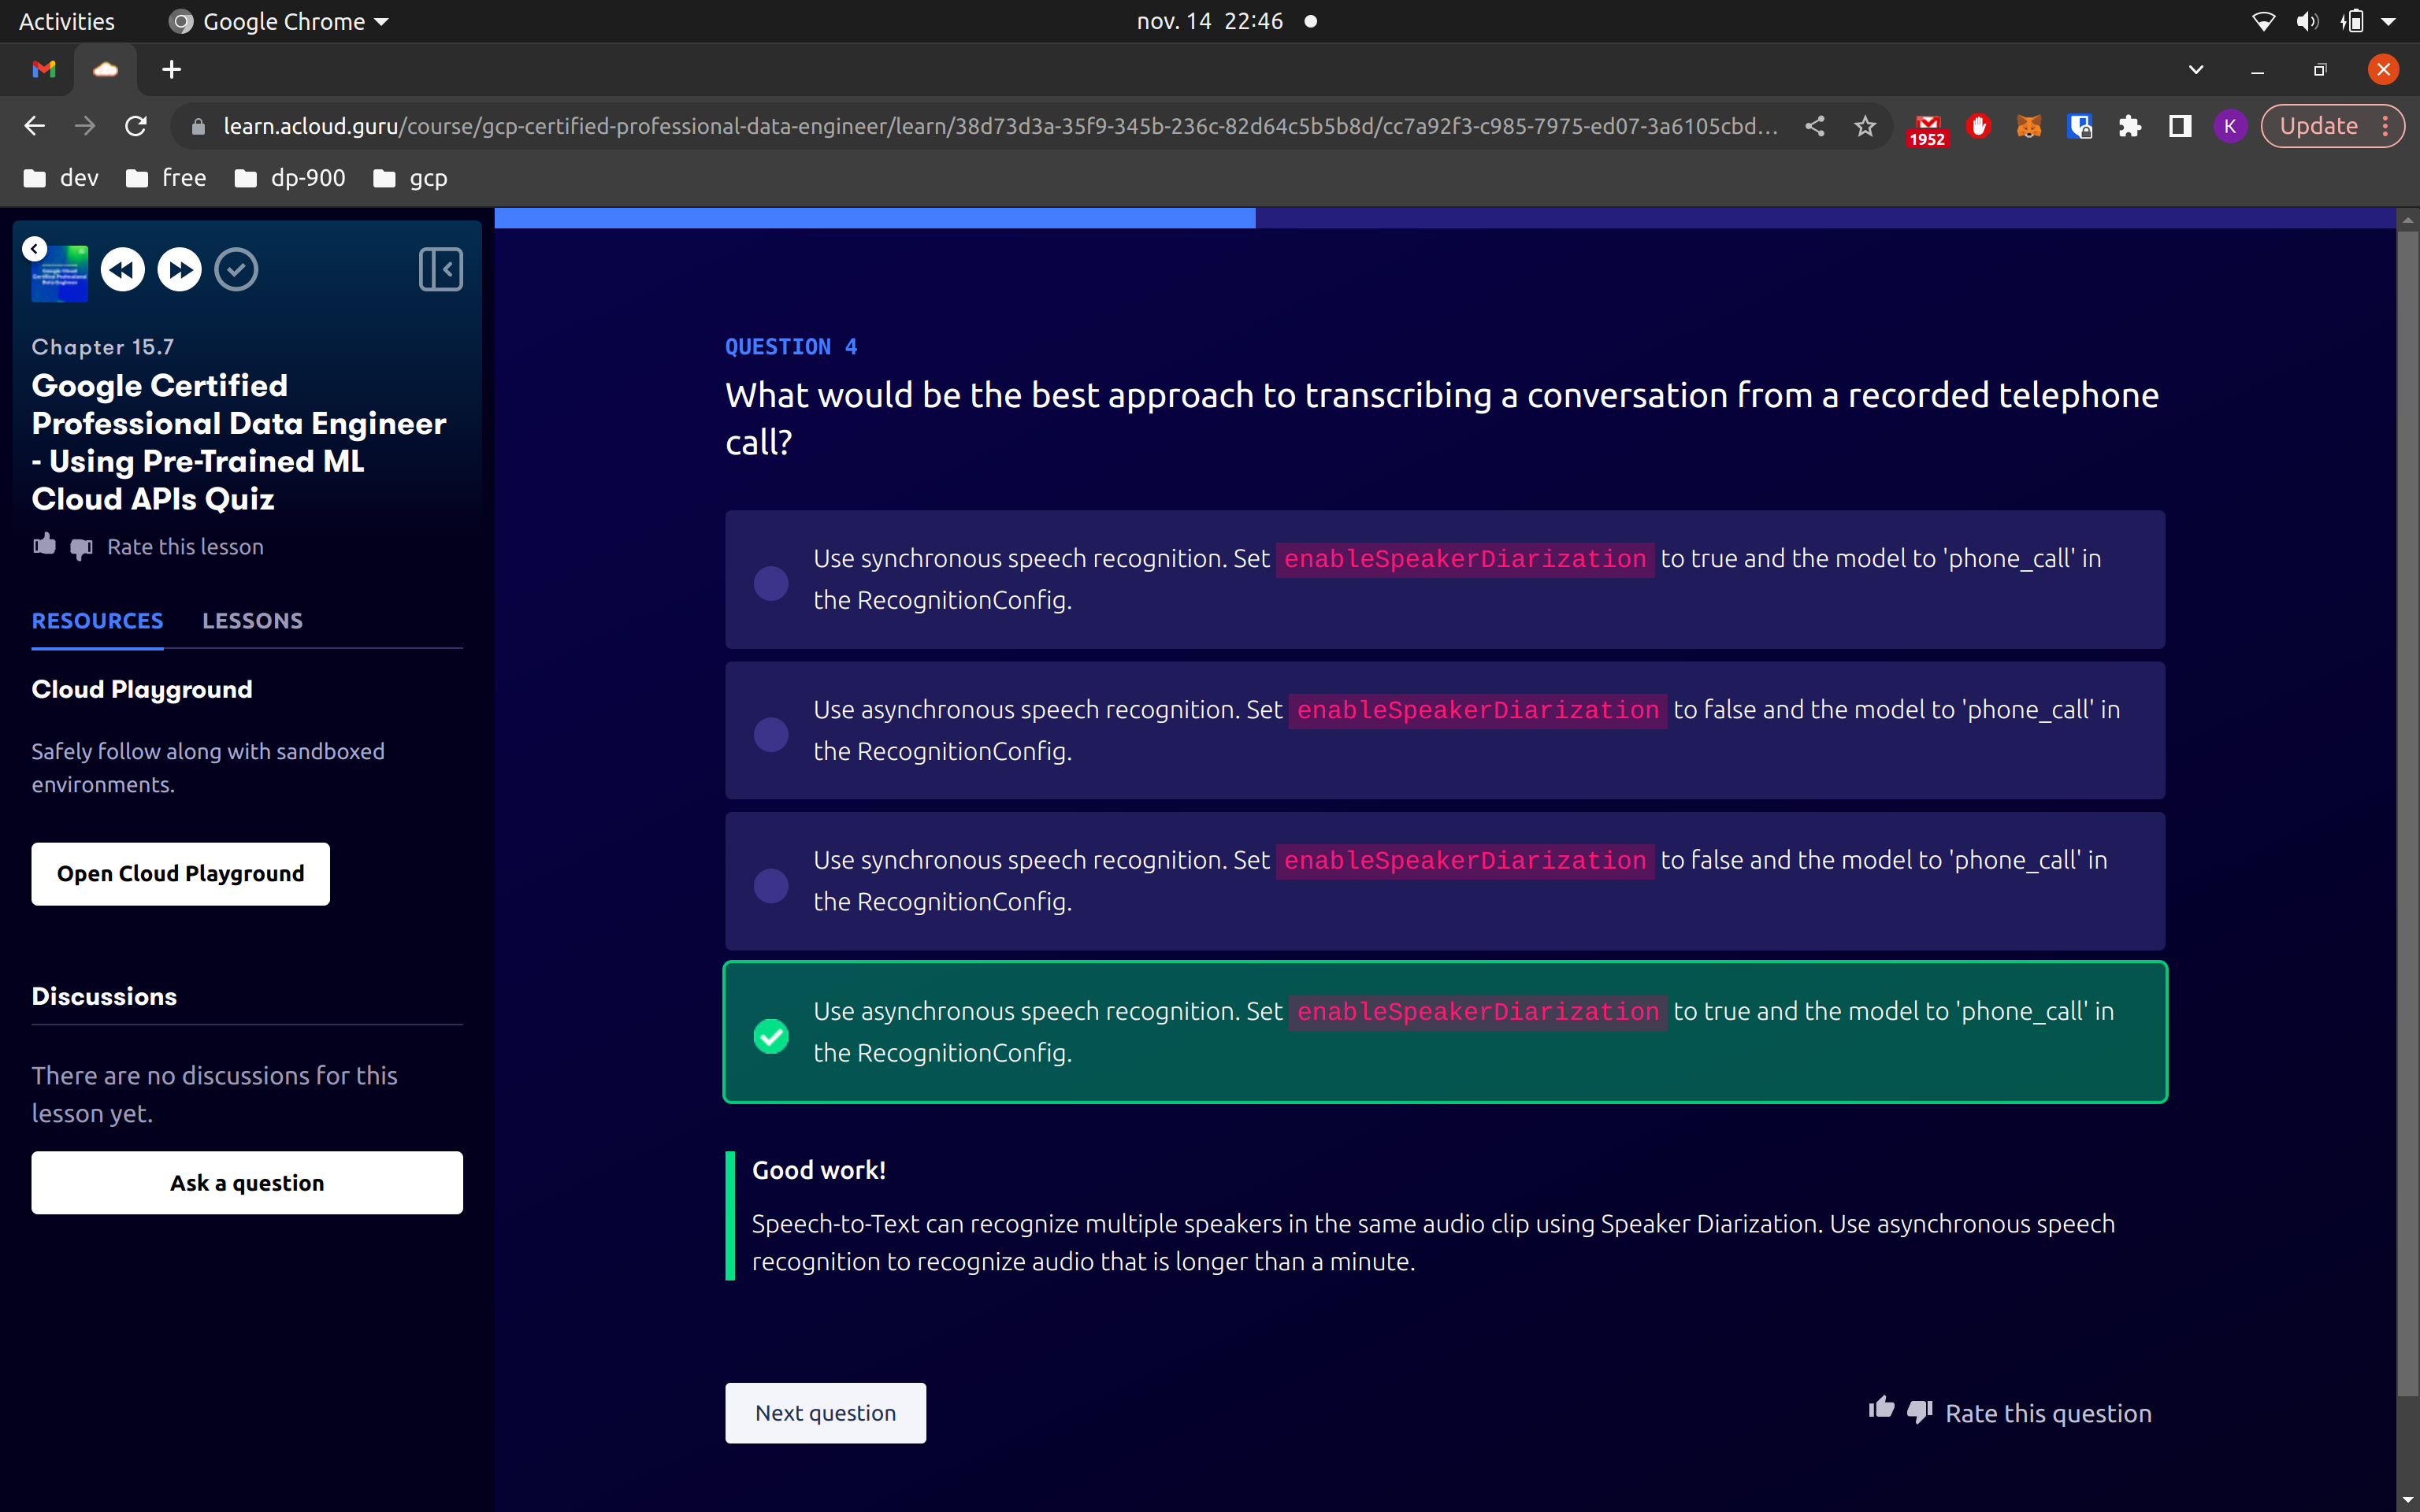 Activities
Google Chrome
nov. 14 22:46
learn.acloud.guru/course/gcp-certified-professional-data-engineer/learn/38d73d3a-35f9-345b-236c-82d64c5b5b8d/cc7a92f3-c985-7975-ed07-3a6105cbd...
1952
K
Update
dev
free
dp-900
gcp
Chapter 15.7
Google Certified
Professional Data Engineer
- Using Pre-Trained ML
Cloud APIs Quiz
Rate this lesson
RESOURCES
LESSONS
Cloud Playground
Safely follow along with sandboxed
environments.
Open Cloud Playground
Discussions
There are no discussions for this
lesson yet.
Ask a question
QUESTION 4
What would be the best approach to transcribing a conversation from a recorded telephone
call?
Use synchronous speech recognition. Set enableSpeakerDiarization to true and the model to 'phone_call' in
the RecognitionConfig.
Use asynchronous speech recognition. Set enableSpeakerDiarization to false and the model to 'phone_call' in
the RecognitionConfig.
Use synchronous speech recognition. Set enableSpeakerDiarization to false and the model to 'phone_call' in
the RecognitionConfig.
Use asynchronous speech recognition. Set enableSpeakerDiarization to true and the model to 'phone_call' in
the RecognitionConfig.
Good work!
Speech-to-Text can recognize multiple speakers in the same audio clip using Speaker Diarization. Use asynchronous speech
recognition to recognize audio that is longer than a minute.
Next question
Rate this question